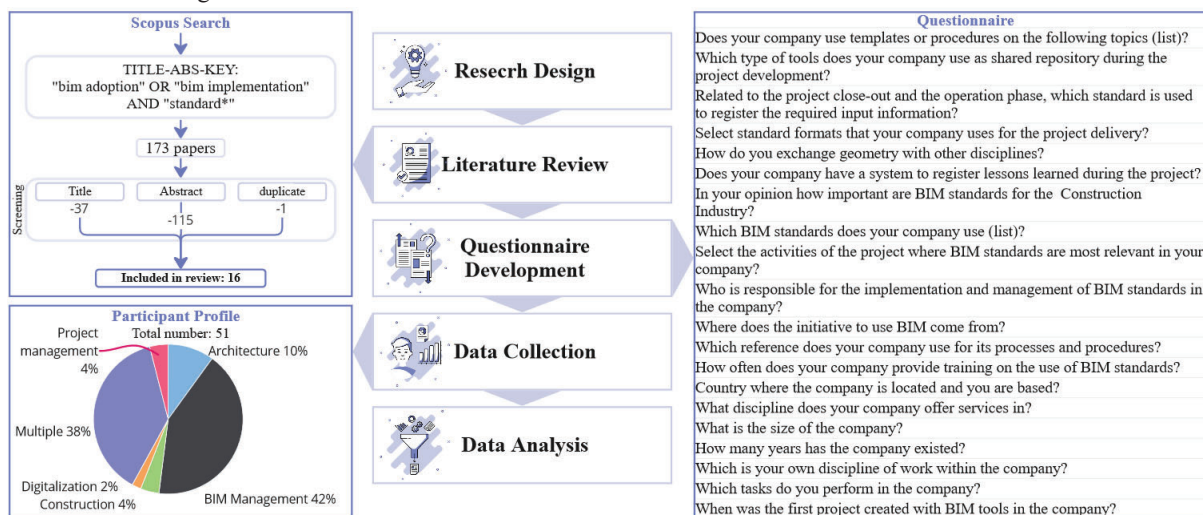 Scopus Search
TITLE-ABS-KEY:
"bim adoption" OR "bim implementation"
AND "standard*"
173 papers
Screening
Title
Abstract
duplicate
-37
-115
-1
Included in review: 16
Participant Profile
Total number: 51
Project
management
4%
Architecture 10%
Multiple 38%
Digitalization 2%
Construction 4%
BIM Management 42%
Resecrh Design
Literature Review
Questionnaire
Development
Data Collection
Data Analysis
Questionnaire
Does your company use templates or procedures on the following topics (list)?
Which type of tools does your company use as shared repository during the
project development?
Related to the project close-out and the operation phase, which standard is used
to register the required input information?
Select standard formats that your company uses for the project delivery?
How do you exchange geometry with other disciplines?
Does your company have a system to register lessons learned during the project?
In your opinion how important are BIM standards for the Construction
Industry?
Which BIM standards does your company use (list)?
Select the activities of the project where BIM standards are most relevant in your
company?
Who is responsible for the implementation and management of BIM standards in
the company?
Where does the initiative to use BIM come from?
Which reference does your company use for its processes and procedures?
How often does your company provide training on the use of BIM standards?
Country where the company is located and you are based?
What discipline does your company offer services in?
What is the size of the company?
How many years has the company existed?
Which is your own discipline of work within the company?
Which tasks do you perform in the company?
When was the first project created with BIM tools in the company?